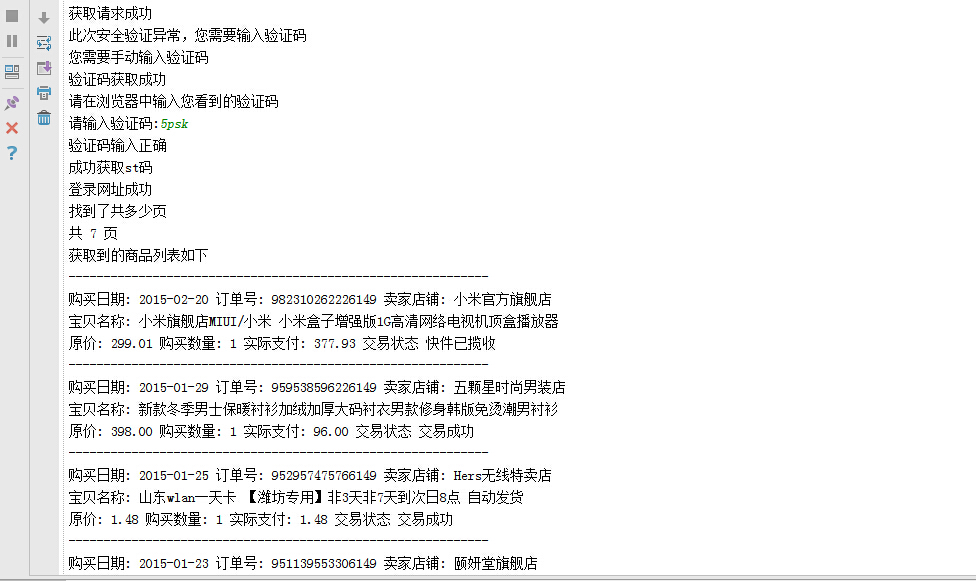 获取请求成功
此次安全验证异常，您需要输入验证码
您需要手动输入验证码
验证码获取成功
请在浏览器中输入您看到的验证码
请输入验证码:5psk
验证码输入正确
成功获取st码
登录网址成功
找到了共多少页
共 7 页
获取到的商品列表如下
------------------------------------------------------------
购买日期: 2015-02-20 订单号: 982310262226149 卖家店铺: 小米官方旗舰店
宝贝名称: 小米旗舰店MIUI/小米 小米盒子增强版1G高清网络电视机顶盒播放器
原价: 299.01 购买数量: 1 实际支付: 377.93 交易状态 快件已揽收
------------------------------------------------------------
购买日期: 2015-01-29 订单号: 959538596226149 卖家店铺: 五颗星时尚男装店
宝贝名称: 新款冬季男士保暖衬衫加绒加厚大码衬衣男款修身韩版免烫潮男衬衫
原价: 398.00 购买数量: 1 实际支付: 96.00 交易状态 交易成功
------------------------------------------------------------
购买日期: 2015-01-25 订单号: 952957475766149 卖家店铺: Hers无线特卖店
宝贝名称: 山东wlan一天卡 【潍坊专用】非3天非7天到次日8点 自动发货
原价: 1.48 购买数量: 1 实际支付: 1.48 交易状态 交易成功
------------------------------------------------------------
购买日期: 2015-01-23 订单号: 951139553306149 卖家店铺: 颐妍堂旗舰店